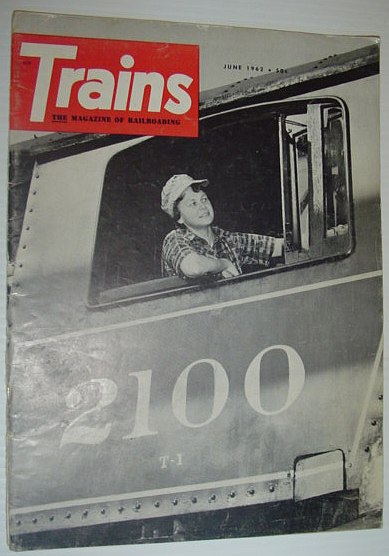 Trains
THE MAGAZINE OF RAILROADING
JUNE 1962 • 50¢
2100
T-1